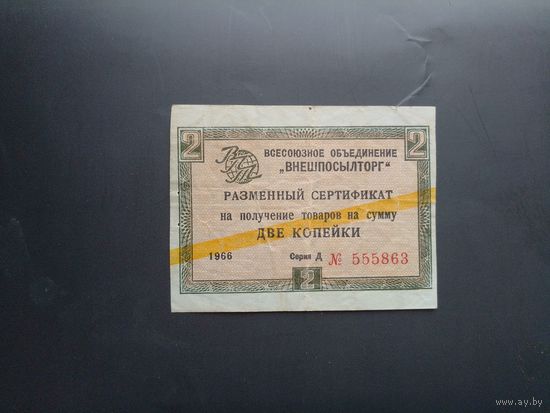 2 2
ВСЕСОЮЗНОЕ ОБЪЕДИНЕНИЕ
„ВНЕШПОСЫЛТОРГ“
РАЗМЕННЫЙ СЕРТИФИКАТ
на получение товаров на сумму
ДВЕ КОПЕЙКИ
1966 Серия Д № 555863
2
www.ay.by